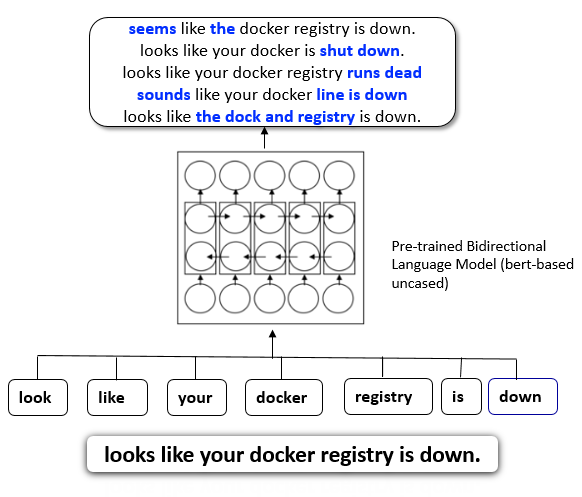 seems like the docker registry is down.
looks like your docker is shut down.
looks like your docker registry runs dead
sounds like your docker line is down
looks like the dock and registry is down.
Pre-trained Bidirectional
Language Model (bert-based
uncased)
look like your docker registry is down
looks like your docker registry is down.